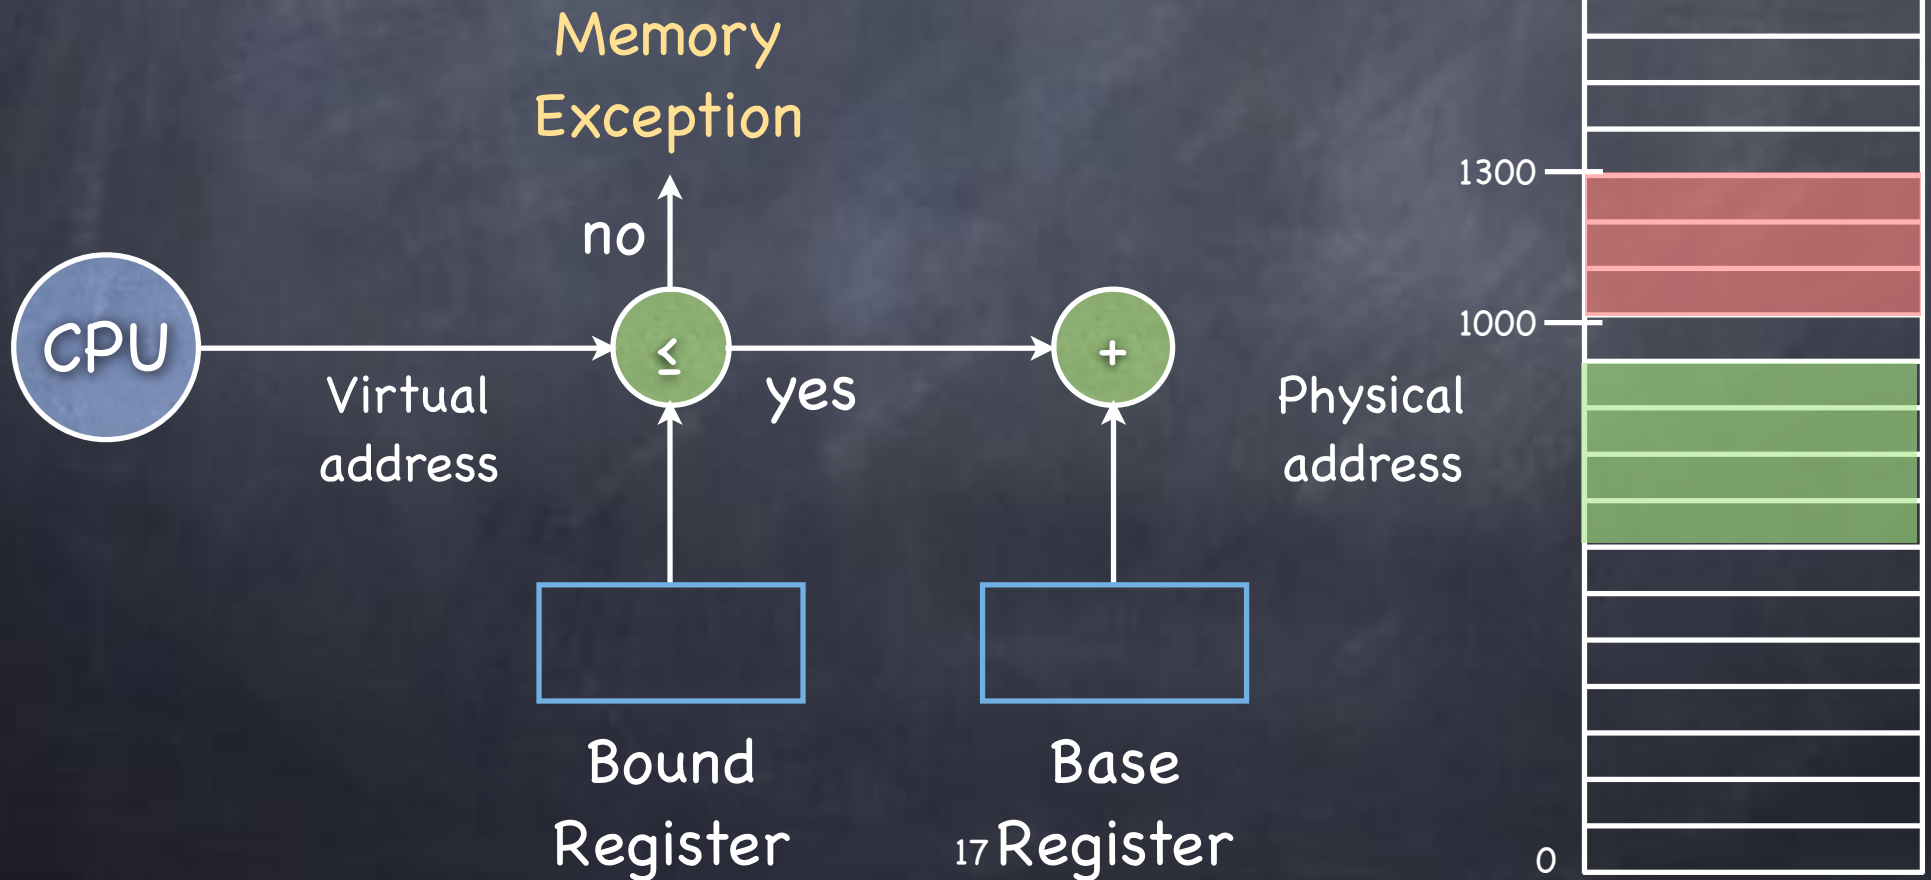 Memory
Exception
no
1300
1000
CPU
≤
+
yes
Virtual
address
Physical
address
Bound
Register
Base
Register
17
0